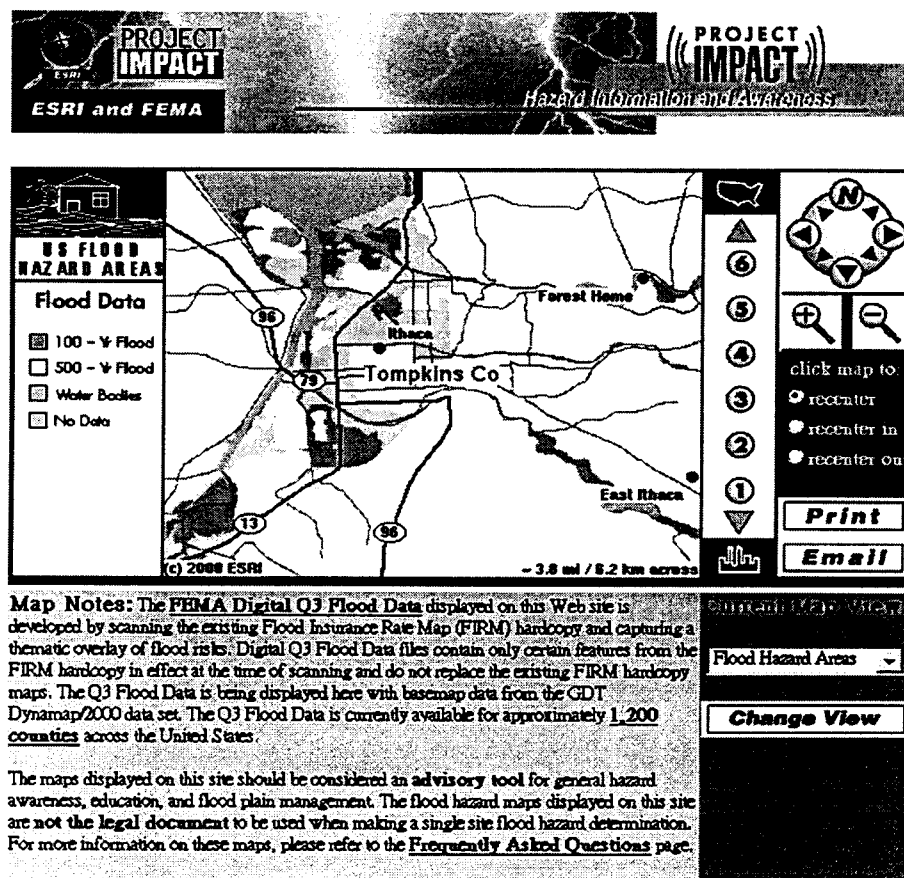 PROJECT
IMPACT
ESRI
ESRI and FEMA
PROJECT
IMPACT
Hazard Information and Awareness
US FLOOD
HAZARD AREAS
Flood Data
100 - Yr Flood
500 - Yr Flood
Water Bodies
No Data
96
Forest Home
Ithaca
79
Tompkins Co
East Ithaca
13
96
(c) 2000 ESRI
~ 3.8 mi / 6.2 km across
6
5
4
3
2
1
N
click map to:
recenter
recenter in
recenter ou
Print
Email
Map Notes: The FEMA Digital Q3 Flood Data displayed on this Web site is
developed by scanning the existing Flood Insurance Rate Map (FIRM) hardcopy and capturing a
thematic overlay of flood risks. Digital Q3 Flood Data files contain only certain features from the
FIRM hardcopy in effect at the time of scanning and do not replace the existing FIRM hardcopy
maps. The Q3 Flood Data is being displayed here with basemap data from the GDT
Dynamap/2000 data set. The Q3 Flood Data is currently available for approximately 1,200
counties across the United States.
The maps displayed on this site should be considered an advisory tool for general hazard
awareness, education, and flood plain management. The flood hazard maps displayed on this site
are not the legal document to be used when making a single site flood hazard determination.
For more information on these maps, please refer to the Frequently Asked Questions page.
Current Map View
Flood Hazard Areas
Change View